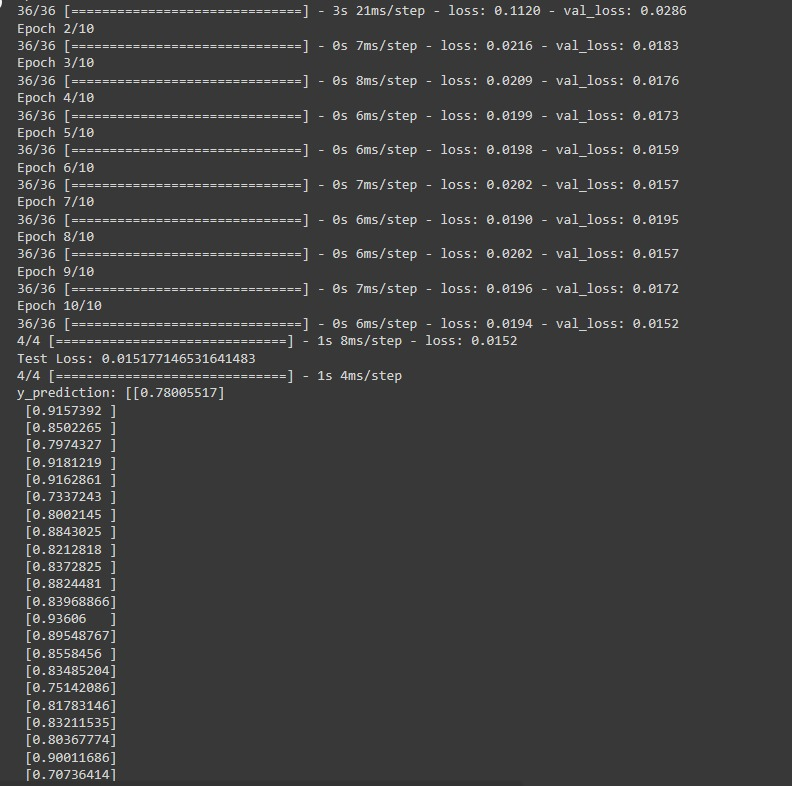 36/36 [==============================] - 3s 21ms/step - loss: 0.1120 - val_loss: 0.0286
Epoch 2/10
36/36 [==============================] - 0s 7ms/step - loss: 0.0216 - val_loss: 0.0183
Epoch 3/10
36/36 [==============================] - 0s 8ms/step - loss: 0.0209 - val_loss: 0.0176
Epoch 4/10
36/36 [==============================] - 0s 6ms/step - loss: 0.0199 - val_loss: 0.0173
Epoch 5/10
36/36 [==============================] - 0s 6ms/step - loss: 0.0198 - val_loss: 0.0159
Epoch 6/10
36/36 [==============================] - 0s 7ms/step - loss: 0.0202 - val_loss: 0.0157
Epoch 7/10
36/36 [==============================] - 0s 6ms/step - loss: 0.0190 - val_loss: 0.0195
Epoch 8/10
36/36 [==============================] - 0s 6ms/step - loss: 0.0202 - val_loss: 0.0157
Epoch 9/10
36/36 [==============================] - 0s 7ms/step - loss: 0.0196 - val_loss: 0.0172
Epoch 10/10
36/36 [==============================] - 0s 6ms/step - loss: 0.0194 - val_loss: 0.0152
4/4 [==============================] - 1s 8ms/step - loss: 0.0152
Test Loss: 0.015177146531641483
4/4 [==============================] - 1s 4ms/step
y_prediction: [[0.78005517]
[0.9157392 ]
[0.8502265 ]
[0.7974327 ]
[0.9181219 ]
[0.9162861 ]
[0.7337243 ]
[0.8002145 ]
[0.8843025 ]
[0.8212818 ]
[0.8372825 ]
[0.8824481 ]
[0.83968866]
[0.93606   ]
[0.89548767]
[0.8558456 ]
[0.83485204]
[0.75142086]
[0.81783146]
[0.83211535]
[0.80367774]
[0.90011686]
[0.70736414]